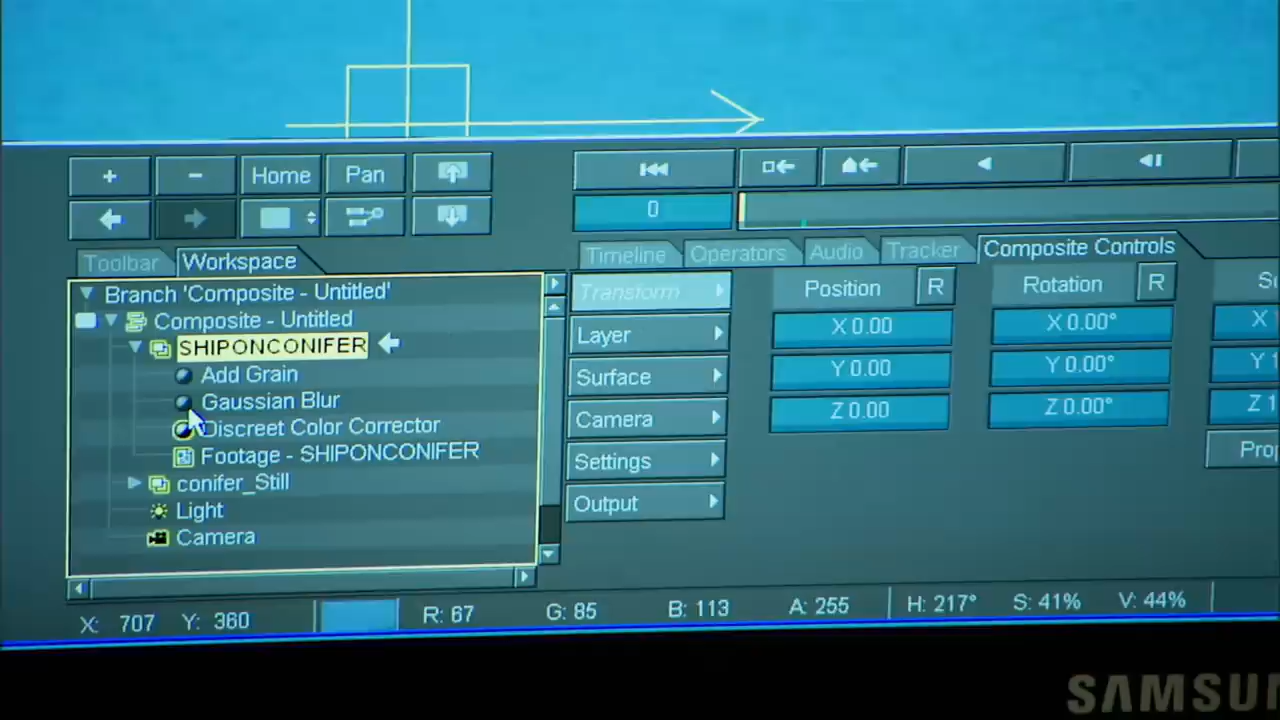 + - Home Pan
0
Toolbar Workspace
Timeline Operators Audio Tracker Composite Controls
Branch 'Composite - Untitled'
Composite - Untitled
SHIPONCONIFER
Add Grain
Gaussian Blur
Discreet Color Corrector
Footage - SHIPONCONIFER
conifer_Still
Light
Camera
Transform
Layer
Surface
Camera
Settings
Output
Position R
X 0.00
Y 0.00
Z 0.00
Rotation R
X 0.00°
Y 0.00°
Z 0.00°
X
Y 1
Z 1
X: 707 Y: 360 R: 67 G: 85 B: 113 A: 255 H: 217° S: 41% V: 44%
SAMSUN